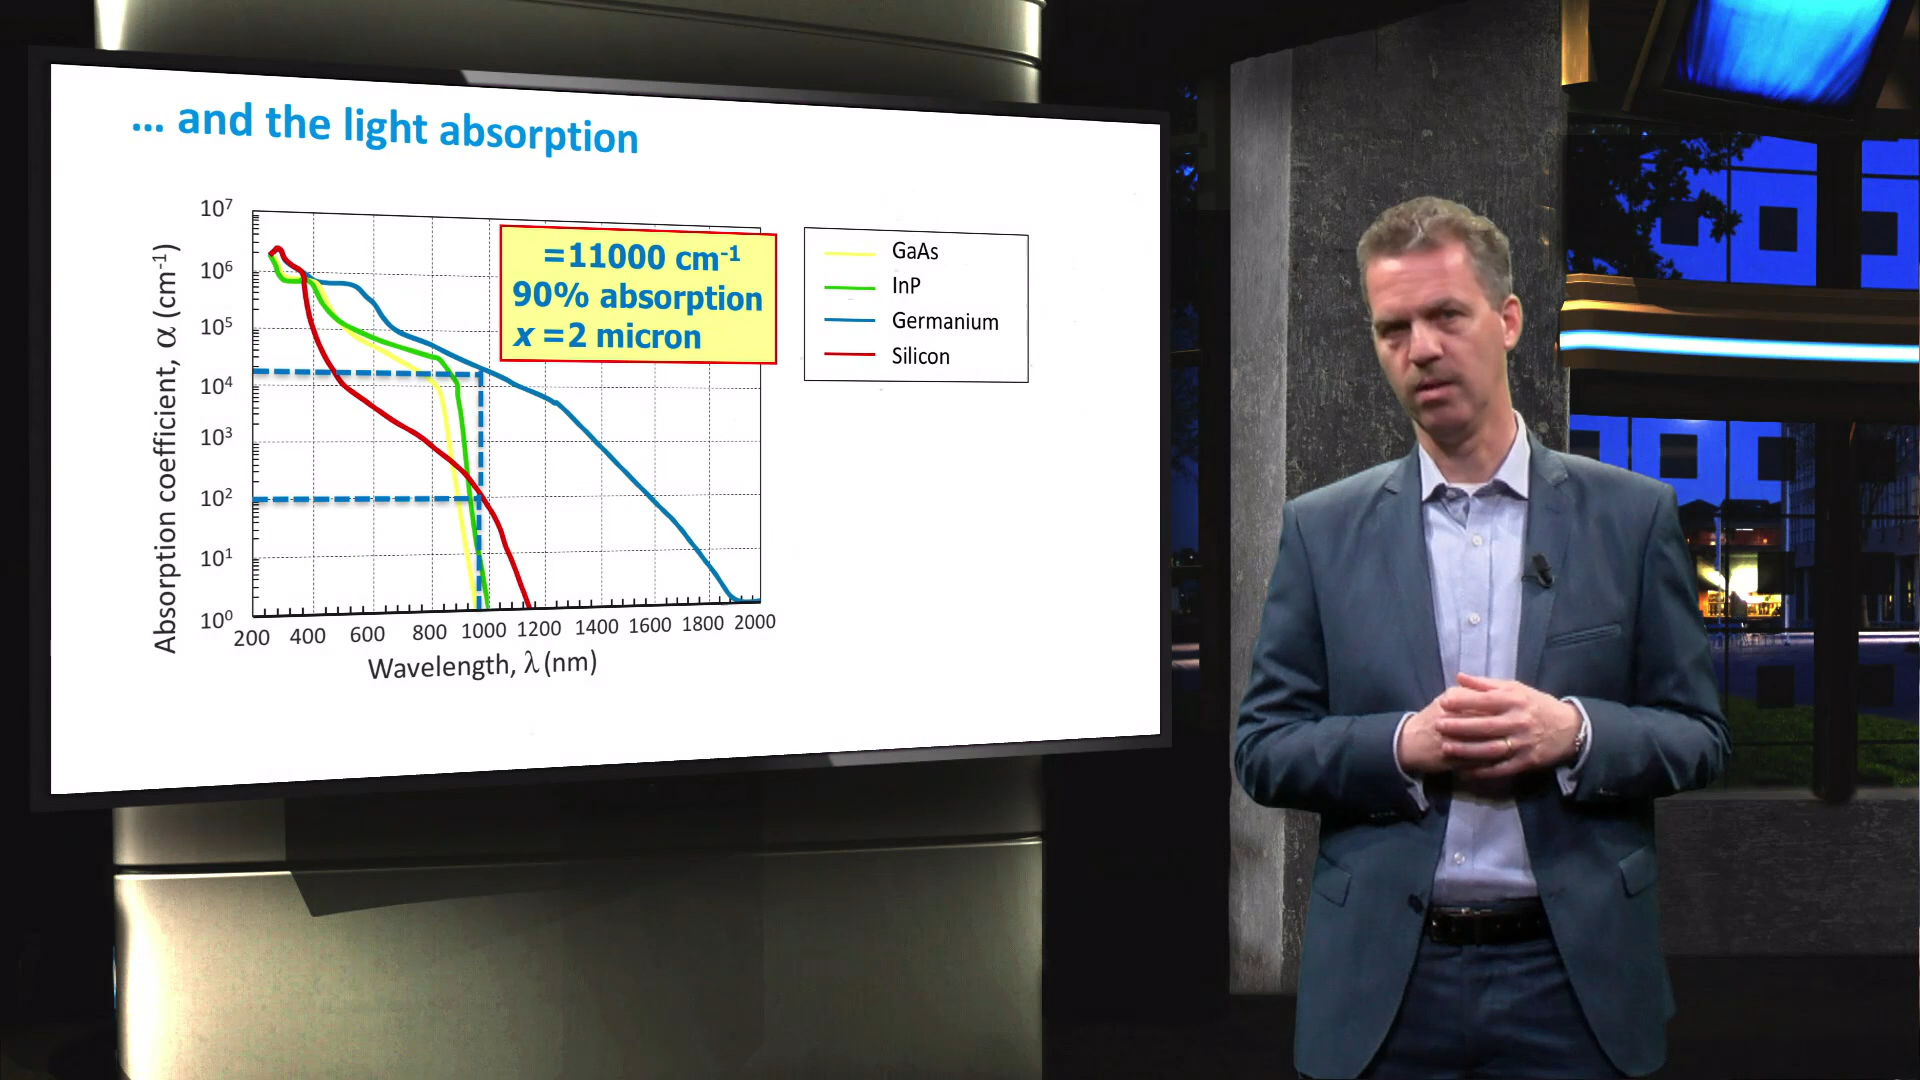 ... and the light absorption
10⁷
10⁶
10⁵
10⁴
10³
10²
10¹
10⁰
Absorption coefficient, α (cm⁻¹)
200 400 600 800 1000 1200 1400 1600 1800 2000
Wavelength, λ (nm)
=11000 cm⁻¹
90% absorption
x =2 micron
GaAs
InP
Germanium
Silicon